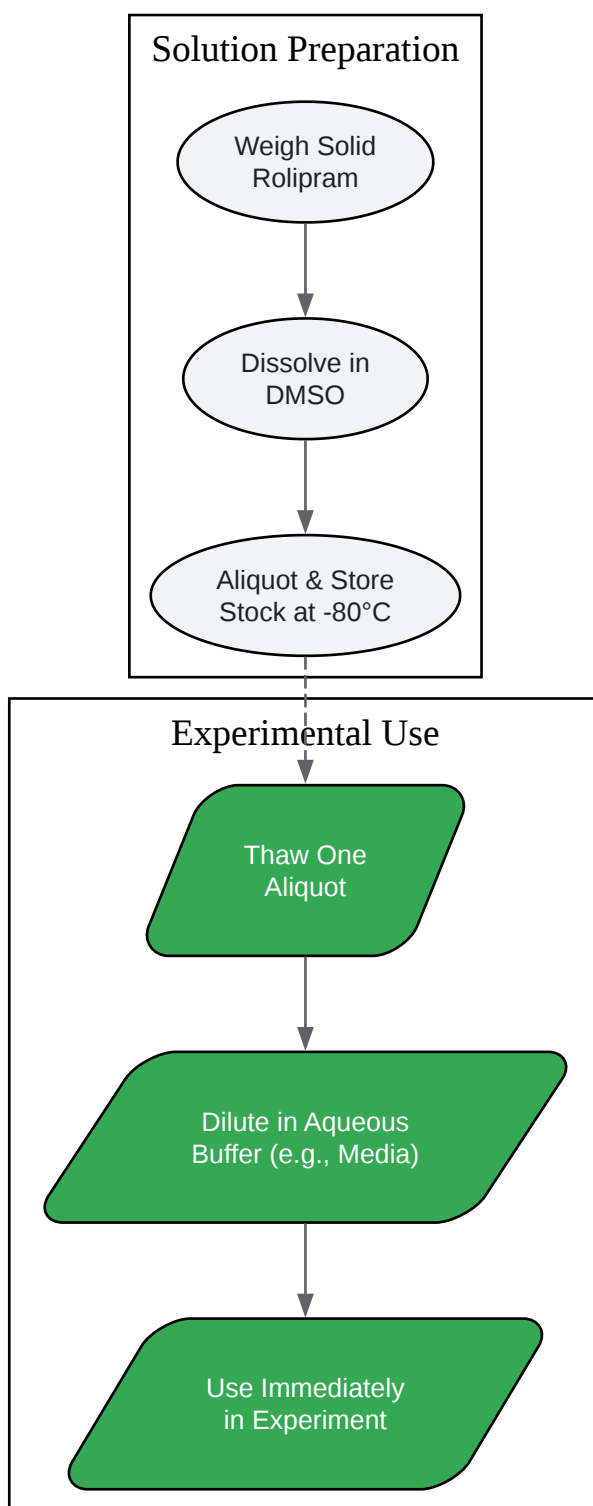 Solution Preparation
Weigh Solid
Rolipram
Dissolve in
DMSO
Aliquot & Store
Stock at -80°C
Experimental Use
Thaw One
Aliquot
Dilute in Aqueous
Buffer (e.g., Media)
Use Immediately
in Experiment